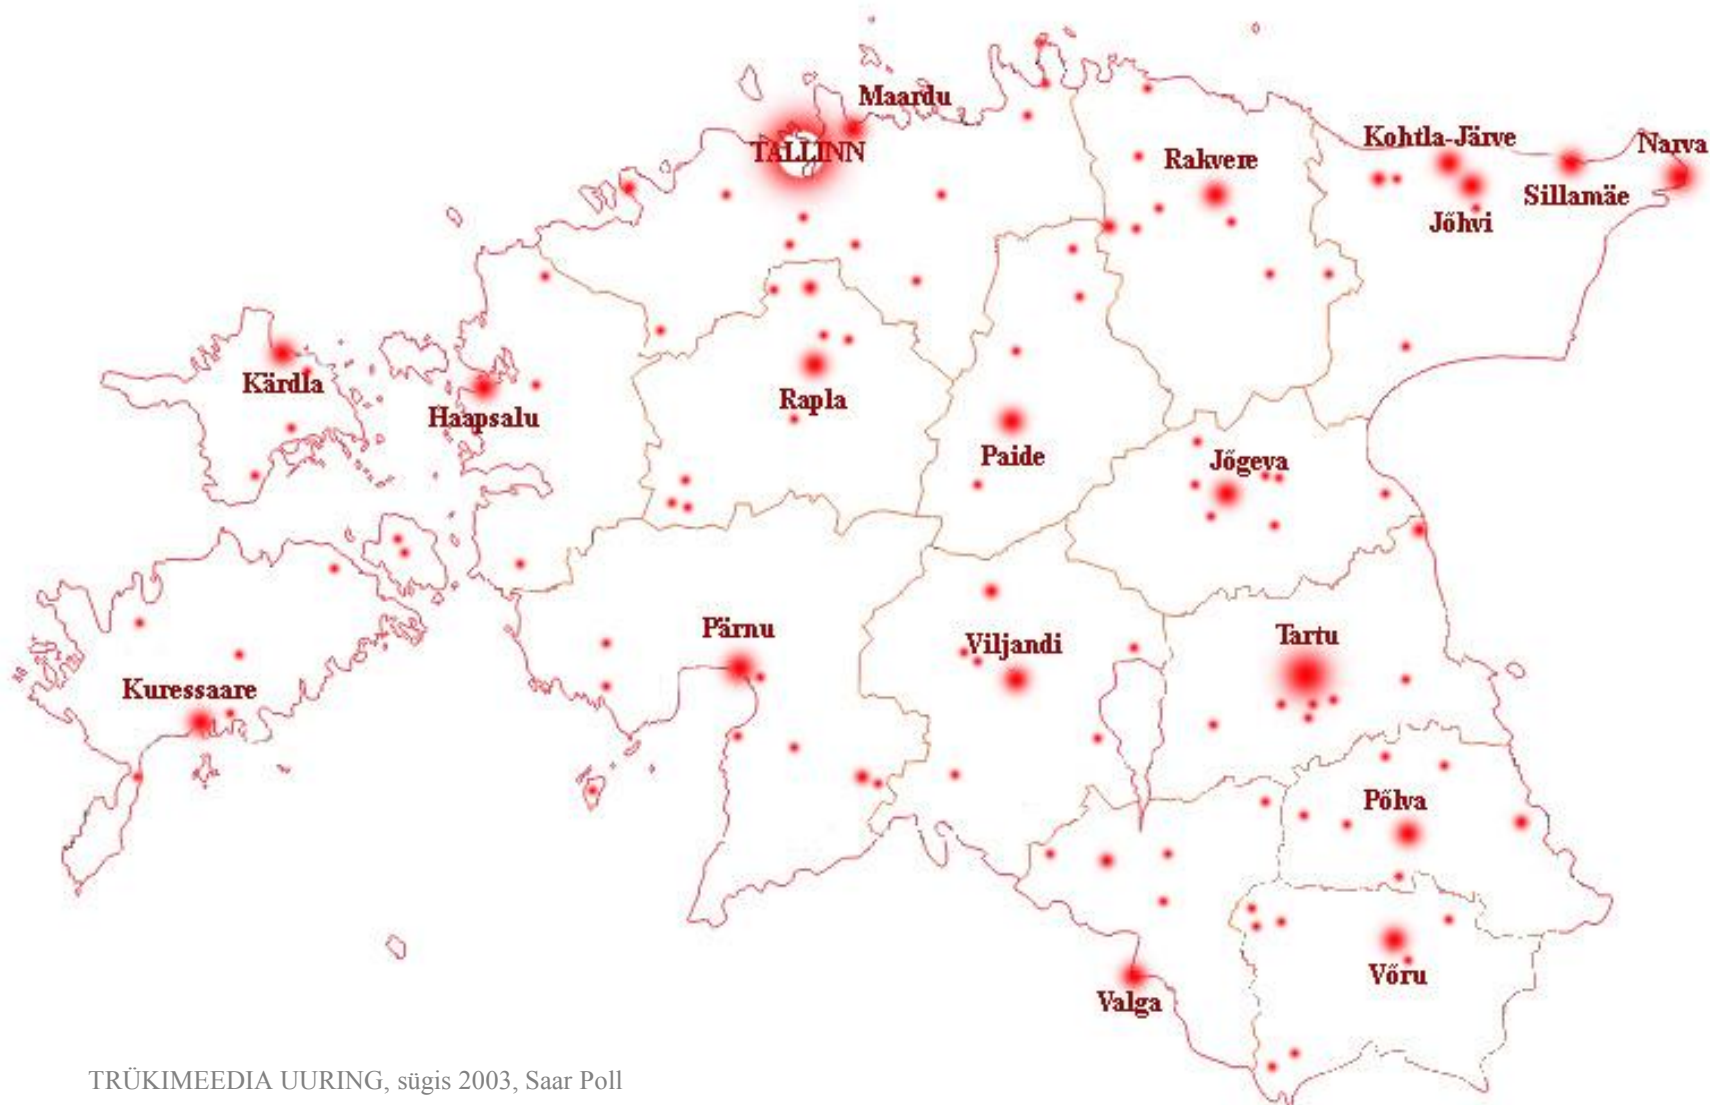 Maardu
TALLINN
Kohtla-Järve
Narva
Rakvere
Sillamäe
Jõhvi
Kärdla
Haapsalu
Rapla
Paide
Jõgeva
Pärnu
Viljandi
Tartu
Kuressaare
Põlva
Võru
Valga
TRÜKIMEEDIA UURING, sügis 2003, Saar Poll